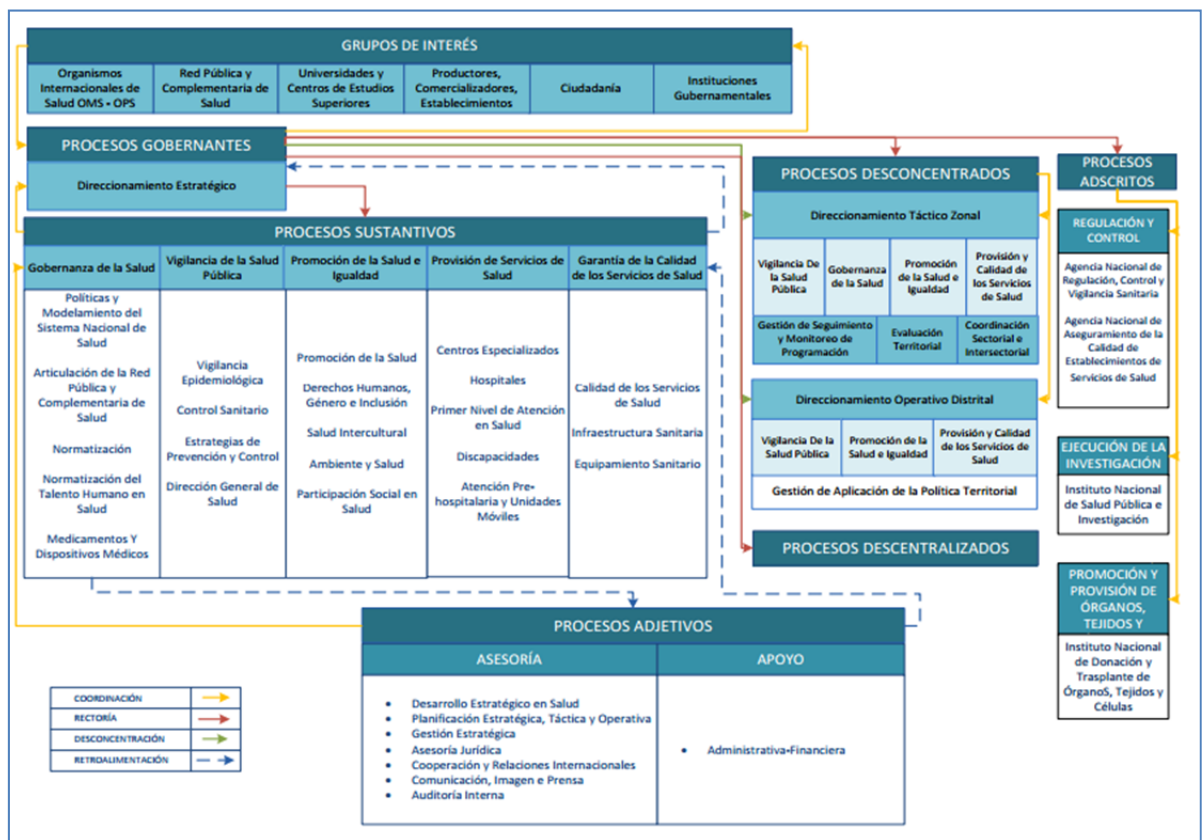 GRUPOS DE INTERÉS
Organismos
Internacionales de
Salud OMS - OPS
Red Pública y
Complementaria de
Salud
Universidades y
Centros de Estudios
Superiores
Productores,
Comercializadores,
Establecimientos
Ciudadanía
Instituciones
Gubernamentales
PROCESOS GOBERNANTES
Direccionamiento Estratégico
PROCESOS SUSTANTIVOS
Gobernanza de la Salud
Políticas y
Modelamiento del
Sistema Nacional de
Salud
Articulación de la Red
Pública y
Complementaria de
Salud
Normatización
Normatización del
Talento Humano en
Salud
Medicamentos Y
Dispositivos Médicos
Vigilancia de la Salud
Pública
Vigilancia
Epidemiológica
Control Sanitario
Estrategias de
Prevención y Control
Dirección General de
Salud
Promoción de la Salud e
Igualdad
Promoción de la Salud
Derechos Humanos,
Género e Inclusión
Salud Intercultural
Ambiente y Salud
Participación Social en
Salud
Provisión de Servicios de
Salud
Centros Especializados
Hospitales
Primer Nivel de Atención
en Salud
Discapacidades
Atención Pre-
hospitalaria y Unidades
Móviles
Garantía de la Calidad
de los Servicios de Salud
Calidad de los Servicios
de Salud
Infraestructura Sanitaria
Equipamiento Sanitario
PROCESOS DESCONCENTRADOS
Direccionamiento Táctico Zonal
Vigilancia De
la Salud
Pública
Gobernanza
de la Salud
Promoción
de la Salud e
Igualdad
Provisión y
Calidad de
los Servicios
de Salud
Gestión de Seguimiento
y Monitoreo de
Programación
Evaluación
Territorial
Coordinación
Sectorial e
Intersectorial
Direccionamiento Operativo Distrital
Vigilancia De la
Salud Pública
Promoción de la
Salud e Igualdad
Provisión y Calidad
de los Servicios de
Salud
Gestión de Aplicación de la Política Territorial
PROCESOS DESCENTRALIZADOS
PROCESOS
ADSCRITOS
REGULACIÓN Y
CONTROL
Agencia Nacional de
Regulación, Control y
Vigilancia Sanitaria
Agencia Nacional de
Aseguramiento de la
Calidad de
Establecimientos de
Servicios de Salud
EJECUCIÓN DE LA
INVESTIGACIÓN
Instituto Nacional
de Salud Pública e
Investigación
PROMOCIÓN Y
PROVISIÓN DE
ÓRGANOS,
TEJIDOS Y
Instituto Nacional
de Donación y
Trasplante de
ÓrganoS, Tejidos y
Células
PROCESOS ADJETIVOS
ASESORÍA
• Desarrollo Estratégico en Salud
• Planificación Estratégica, Táctica y Operativa
• Gestión Estratégica
• Asesoría Jurídica
• Cooperación y Relaciones Internacionales
• Comunicación, Imagen e Prensa
• Auditoría Interna
APOYO
• Administrativa-Financiera
COORDINACIÓN
RECTORÍA
DESCONCENTRACIÓN
RETROALIMENTACIÓN